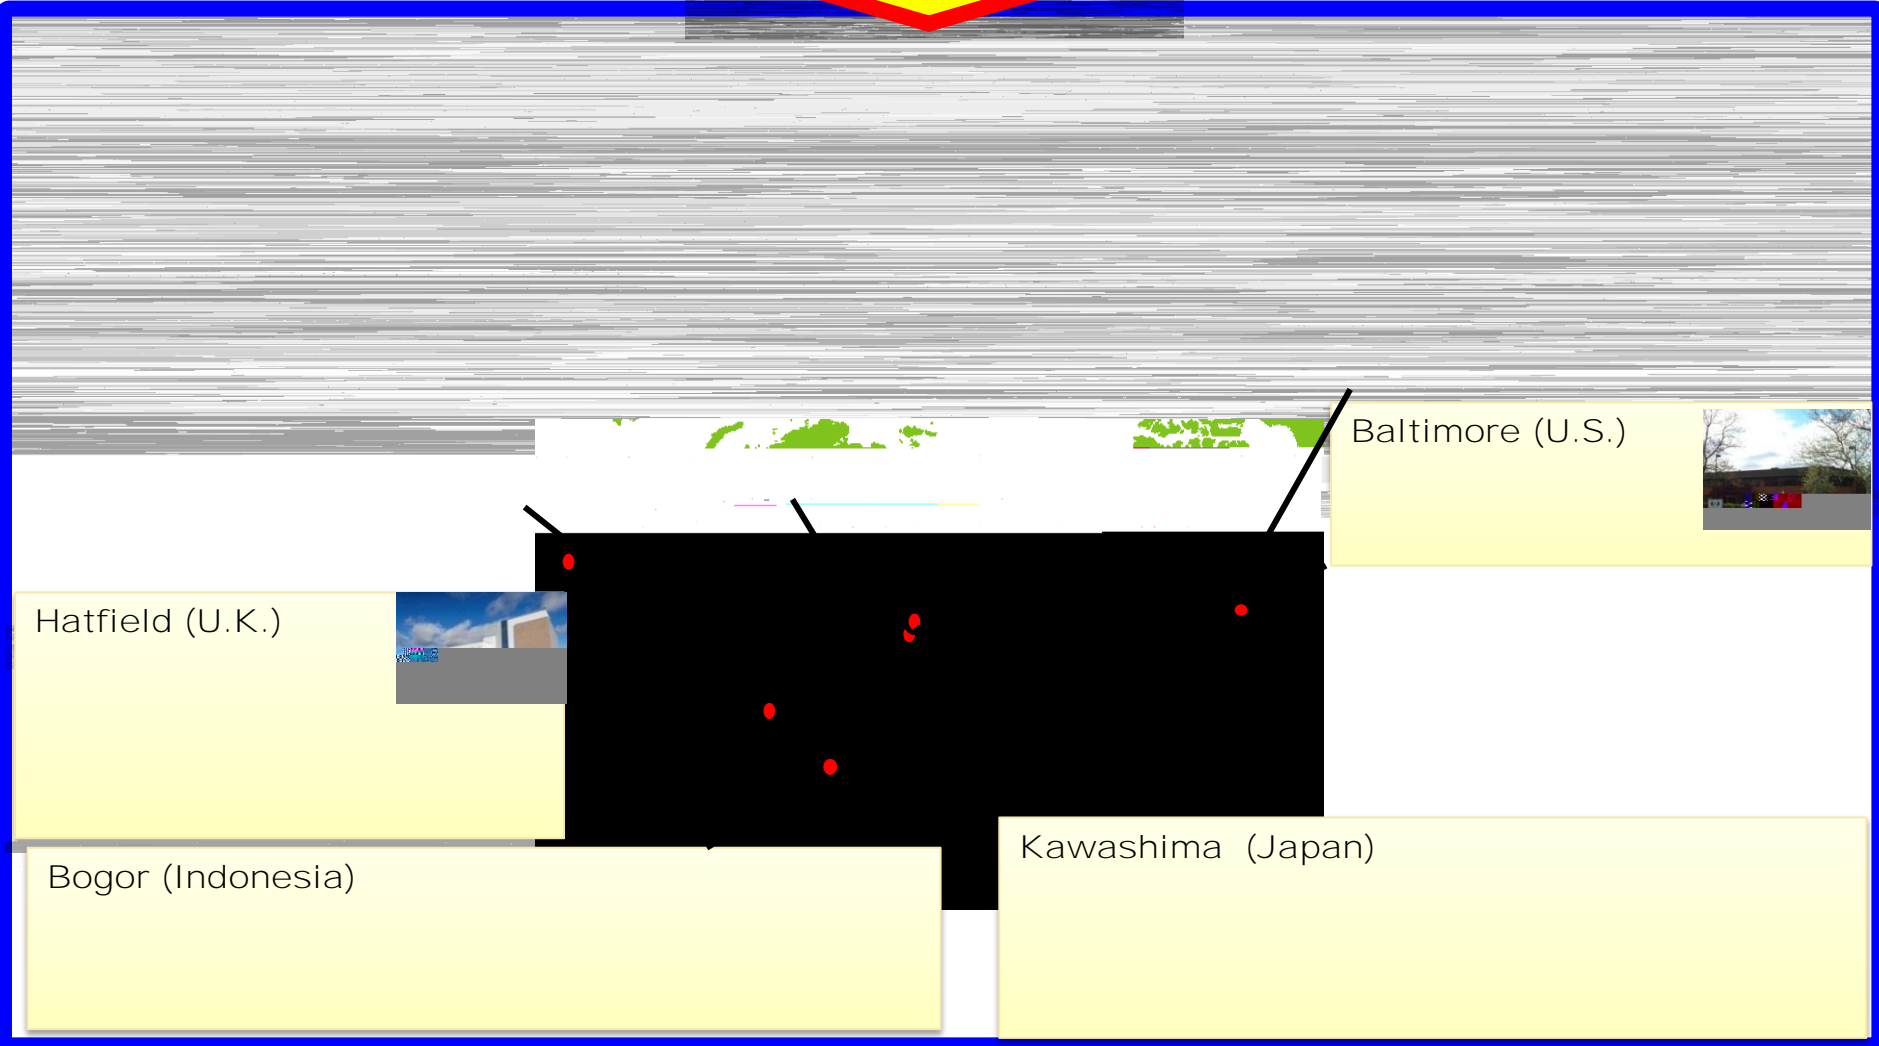 Baltimore (U.S.)
Hatfield (U.K.)
Kawashima (Japan)
Bogor (Indonesia)